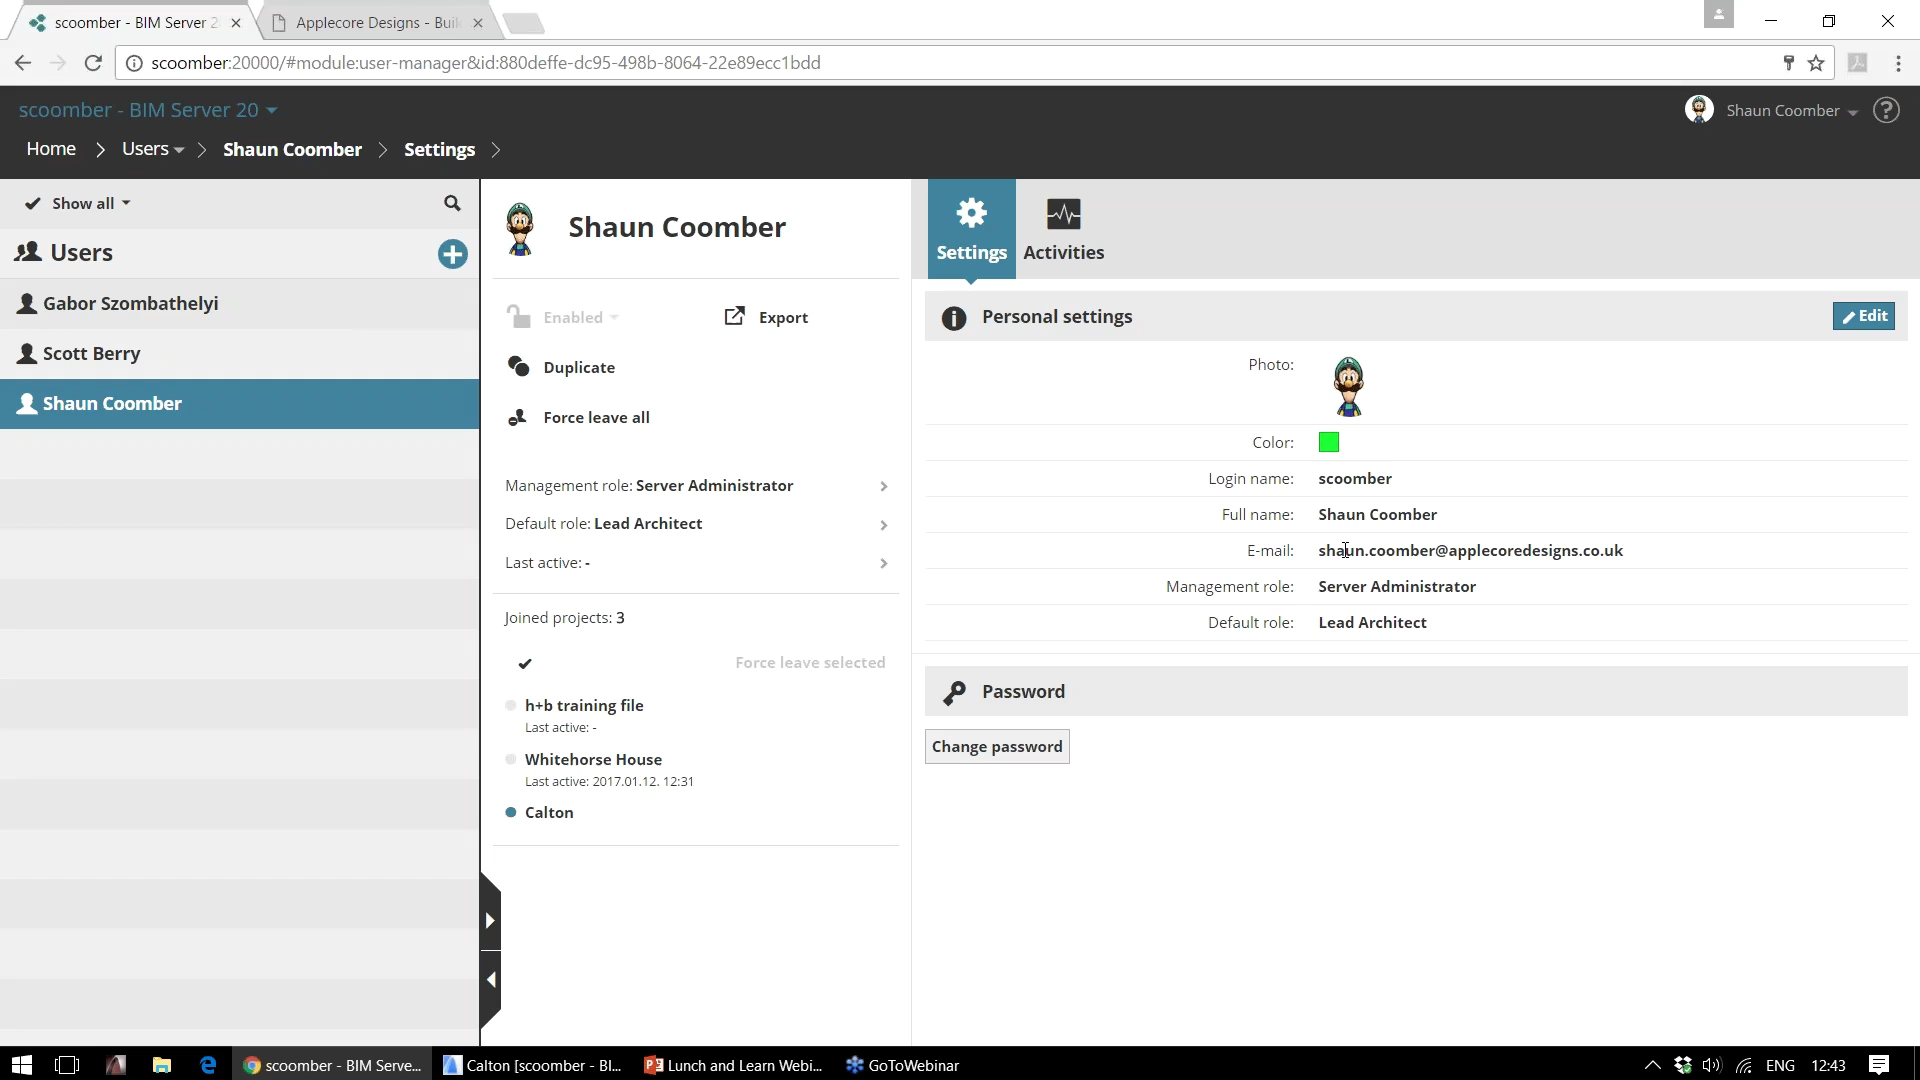 scoomber - BIM Server 2
Applecore Designs - Buil
scoomber:20000/#module:user-manager&id:880deffe-dc95-498b-8064-22e89ecc1bdd
scoomber - BIM Server 20
Shaun Coomber
Home
Users
Shaun Coomber
Settings
Show all
Users
Gabor Szombathelyi
Scott Berry
Shaun Coomber
Shaun Coomber
Enabled
Export
Duplicate
Force leave all
Management role: Server Administrator
Default role: Lead Architect
Last active: -
Joined projects: 3
Force leave selected
h+b training file
Last active: -
Whitehorse House
Last active: 2017.01.12. 12:31
Calton
Settings
Activities
Personal settings
Edit
Photo:
Color:
Login name: scoomber
Full name: Shaun Coomber
E-mail: shaun.coomber@applecoredesigns.co.uk
Management role: Server Administrator
Default role: Lead Architect
Password
Change password
scoomber - BIM Serve...
Calton [scoomber - BI...
Lunch and Learn Webi...
GoToWebinar
ENG
12:43